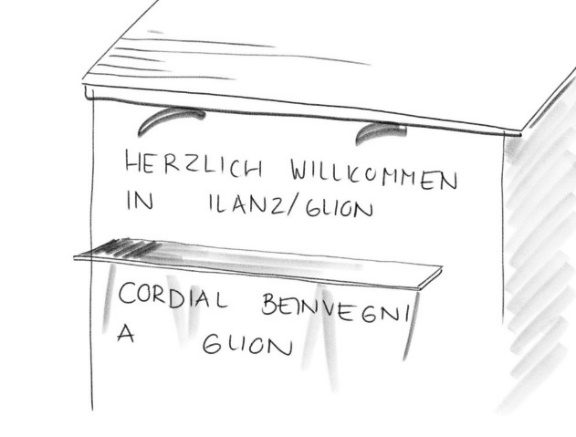 HERZLICH WILLKOMMEN
IN ILANZ/GLION
CORDIAL BEINVEGNI
A GLION